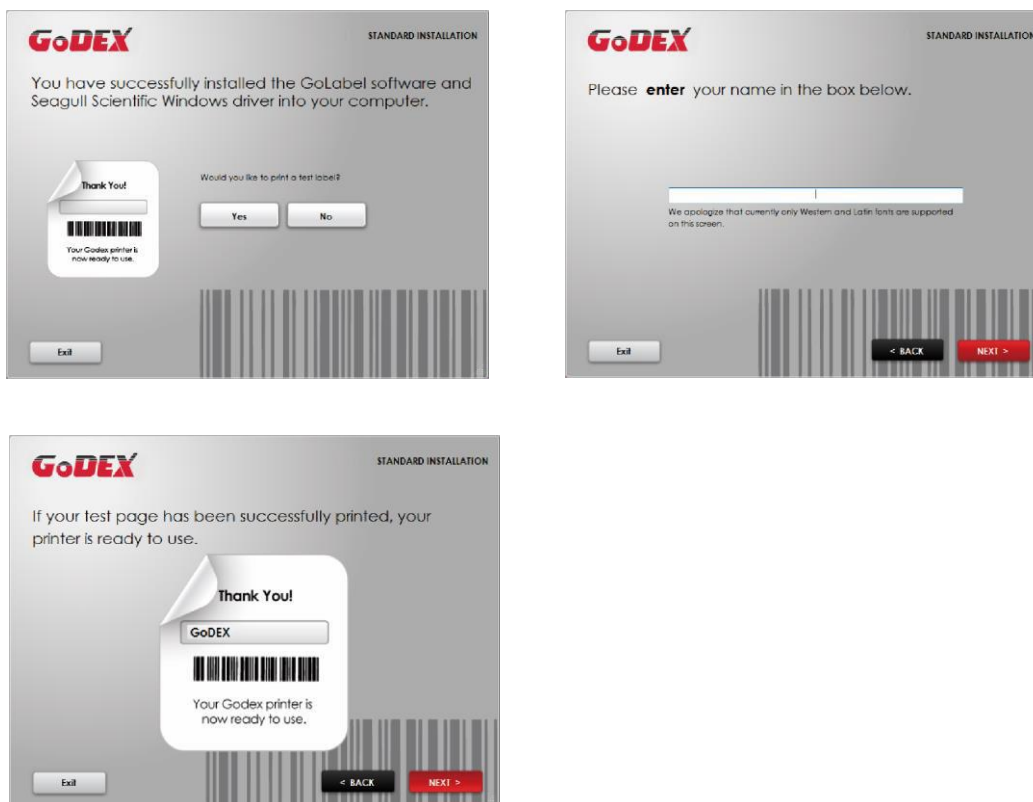 GoDEX
STANDARD INSTALLATION
You have successfully installed the GoLabel software and
Seagull Scientific Windows driver into your computer.
Thank You!
Your Godex printer is
now ready to use.
Would you like to print a test label?
Yes
No
Exit
GoDEX
STANDARD INSTALLATION
Please enter your name in the box below.
We apologize that currently only Western and Latin fonts are supported
on this screen.
Exit
< BACK
NEXT >
GoDEX
STANDARD INSTALLATION
If your test page has been successfully printed, your
printer is ready to use.
Thank You!
GoDEX
Your Godex printer is
now ready to use.
Exit
< BACK
NEXT >